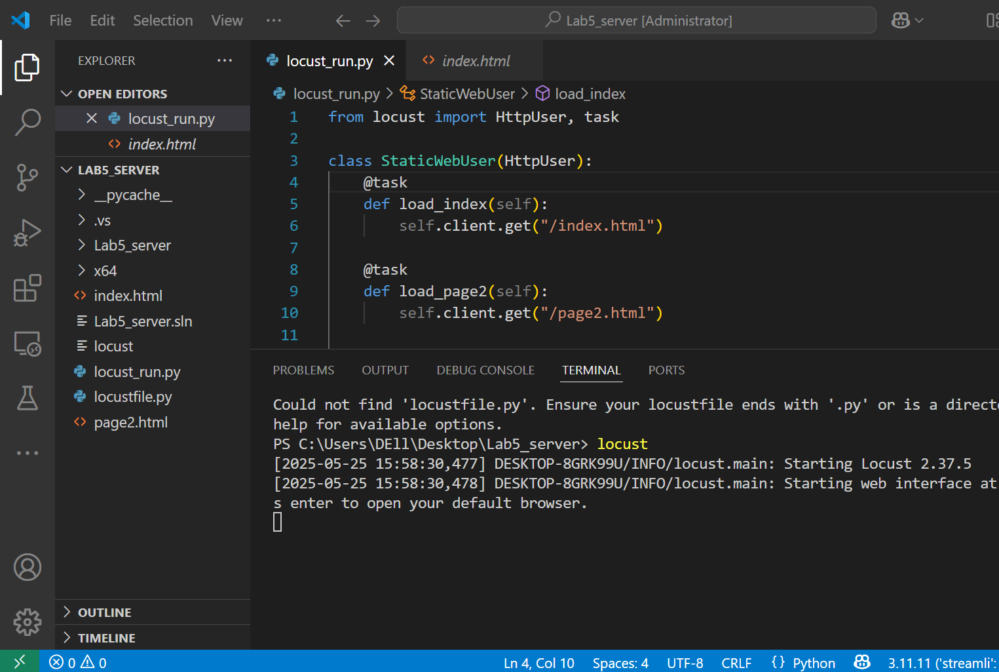 File Edit Selection View ...
Lab5_server [Administrator]
EXPLORER
OPEN EDITORS
locust_run.py
index.html
LAB5_SERVER
__pycache__
.vs
Lab5_server
x64
index.html
Lab5_server.sln
locust
locust_run.py
locustfile.py
page2.html
OUTLINE
TIMELINE
locust_run.py
index.html
locust_run.py > StaticWebUser > load_index
1 from locust import HttpUser, task
2
3 class StaticWebUser(HttpUser):
4 @task
5 def load_index(self):
6 self.client.get("/index.html")
7
8 @task
9 def load_page2(self):
10 self.client.get("/page2.html")
11
PROBLEMS OUTPUT DEBUG CONSOLE TERMINAL PORTS
Could not find 'locustfile.py'. Ensure your locustfile ends with '.py' or is a direct
help for available options.
PS C:\Users\DEll\Desktop\Lab5_server> locust
[2025-05-25 15:58:30,477] DESKTOP-8GRK99U/INFO/locust.main: Starting Locust 2.37.5
[2025-05-25 15:58:30,478] DESKTOP-8GRK99U/INFO/locust.main: Starting web interface at
s enter to open your default browser.
0 0 Ln 4, Col 10 Spaces: 4 UTF-8 CRLF {} Python 3.11.11 ('streamli':